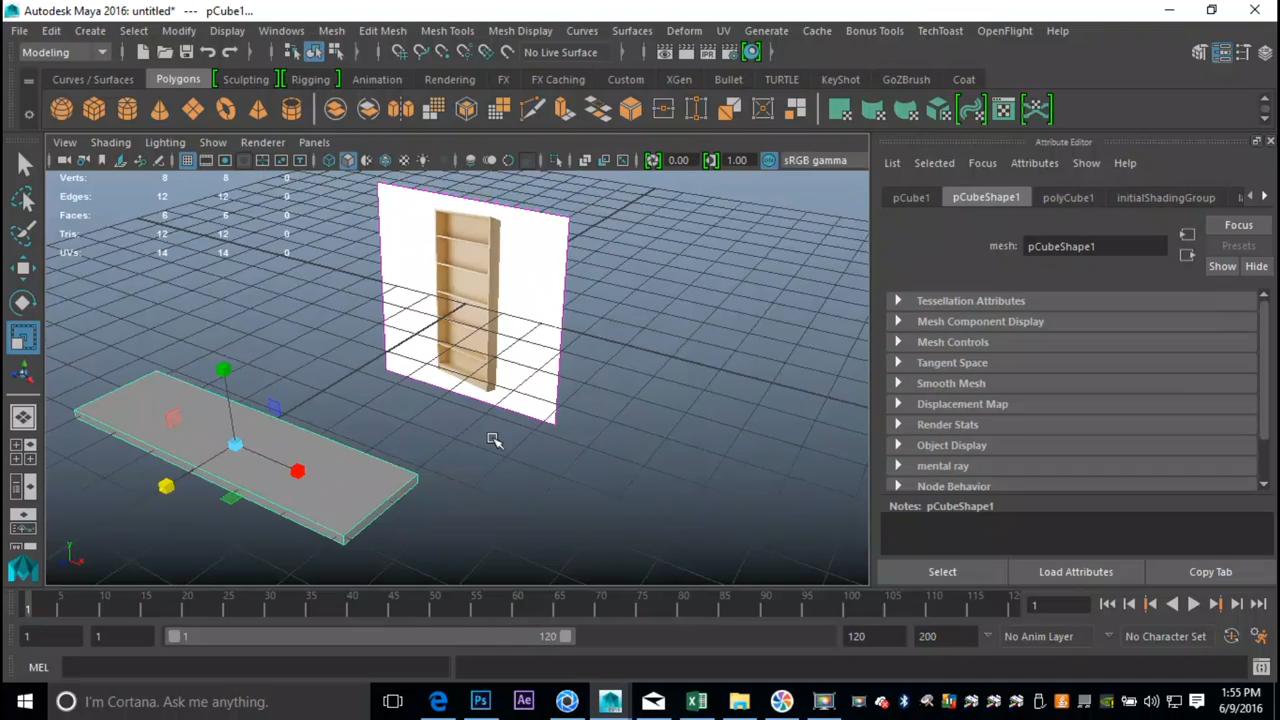 Autodesk Maya 2016: untitled* --- pCube1...
File Edit Create Select Modify Display Windows Mesh Edit Mesh Mesh Tools Mesh Display Curves Surfaces Deform UV Generate Cache Bonus Tools TechToast OpenFlight Help
Modeling No Live Surface
Curves / Surfaces Polygons Sculpting Rigging Animation Rendering FX FX Caching Custom XGen Bullet TURTLE KeyShot GoZBrush Coat
View Shading Lighting Show Renderer Panels
0.00 1.00 sRGB gamma
Verts: 8 8 0
Edges: 12 12 0
Faces: 6 6 0
Tris: 12 12 0
UVs: 14 14 0
Attribute Editor
List Selected Focus Attributes Show Help
pCube1 pCubeShape1 polyCube1 initialShadingGroup
Focus
mesh: pCubeShape1
Presets
Show Hide
Tessellation Attributes
Mesh Component Display
Mesh Controls
Tangent Space
Smooth Mesh
Displacement Map
Render Stats
Object Display
mental ray
Node Behavior
Notes: pCubeShape1
Select Load Attributes Copy Tab
1 5 10 15 20 25 30 35 40 45 50 55 60 65 70 75 80 85 90 95 100 105 110 115 12 1
1 1 1 120 120 200 No Anim Layer No Character Set
MEL
I'm Cortana. Ask me anything.
1:55 PM
6/9/2016